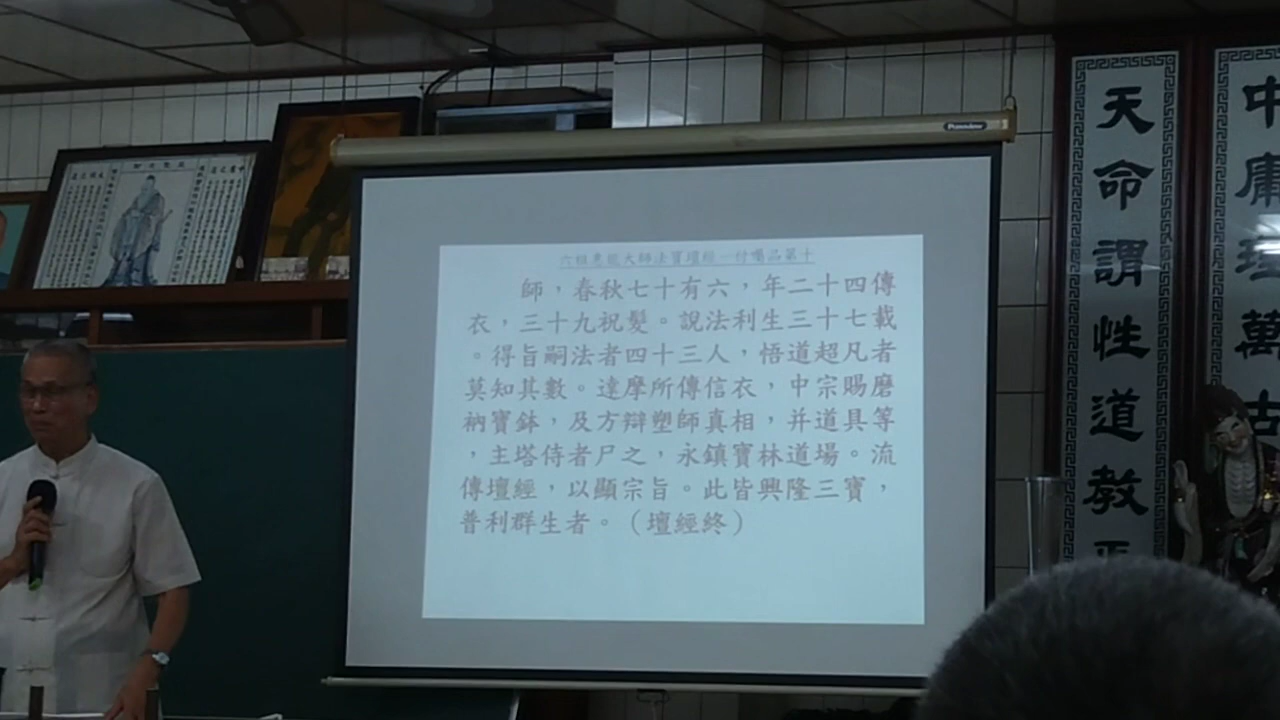 六祖惠能大師法寶壇經—付囑品第十
師，春秋七十有六，年二十四傳
衣，三十九祝髮。說法利生三十七載
。得旨嗣法者四十三人，悟道超凡者
莫知其數。達摩所傳信衣，中宗賜磨
衲寶鉢，及方辯塑師真相，并道具等
，主塔侍者尸之，永鎮寶林道場。流
傳壇經，以顯宗旨。此皆興隆三寶，
普利群生者。（壇經終）
天命謂性道教
中庸理萬古